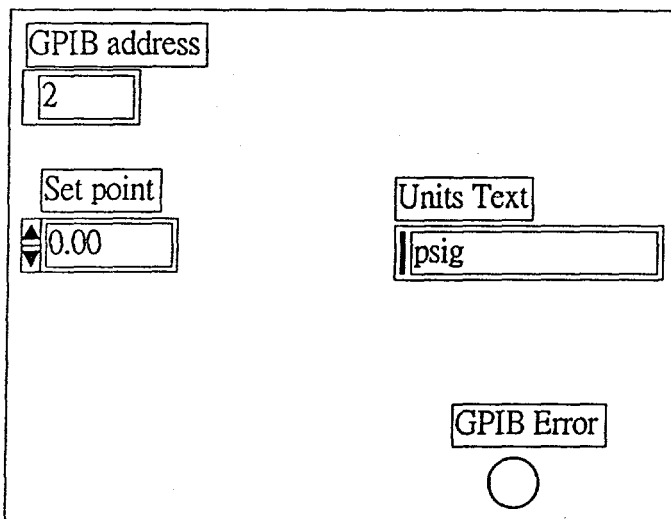 GPIB address
2
Set point
0.00
Units Text
psig
GPIB Error